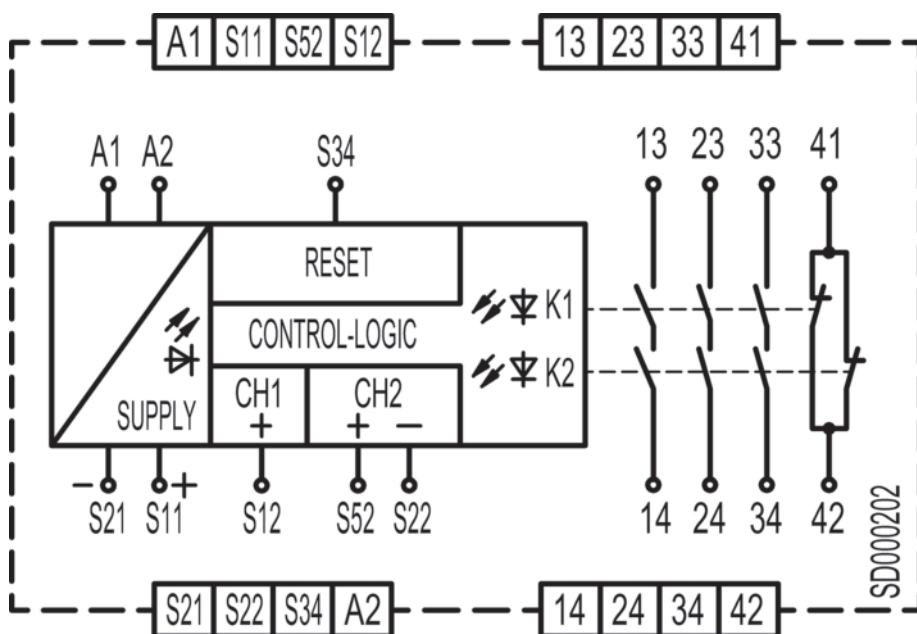 A1 S11 S52 S12 13 23 33 41
A1 A2 S34 13 23 33 41
RESET
K1
CONTROL-LOGIC
K2
CH1 CH2
SUPPLY + + −
− S21 S11 + S12 S52 S22 14 24 34 42
SD000202
S21 S22 S34 A2 14 24 34 42